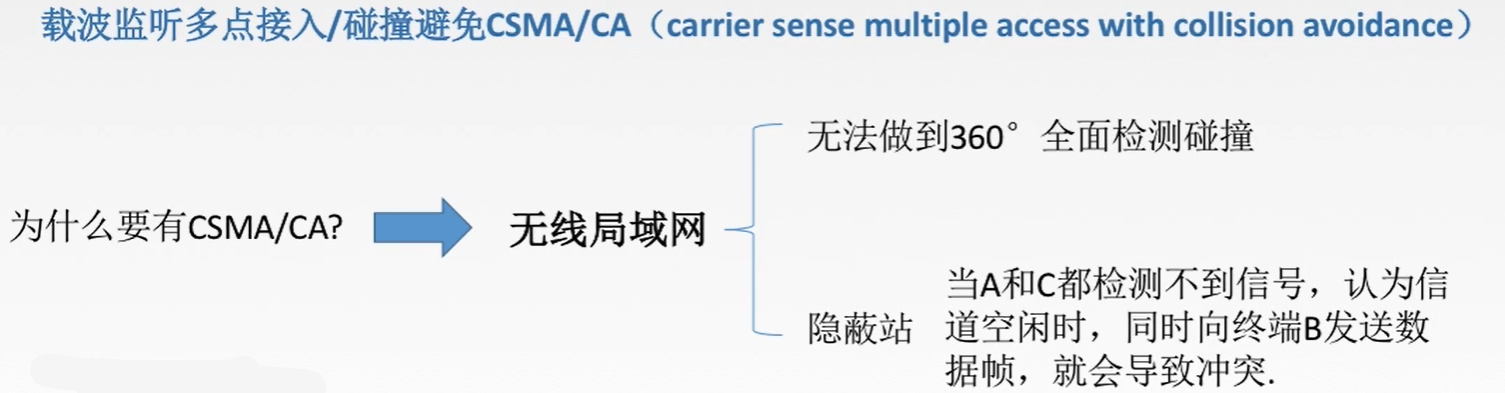 载波监听多点接入/碰撞避免CSMA/CA（carrier sense multiple access with collision avoidance）
无法做到360°全面检测碰撞
为什么要有CSMA/CA?
无线局域网
隐蔽站
当A和C都检测不到信号，认为信
道空闲时，同时向终端B发送数
据帧，就会导致冲突.